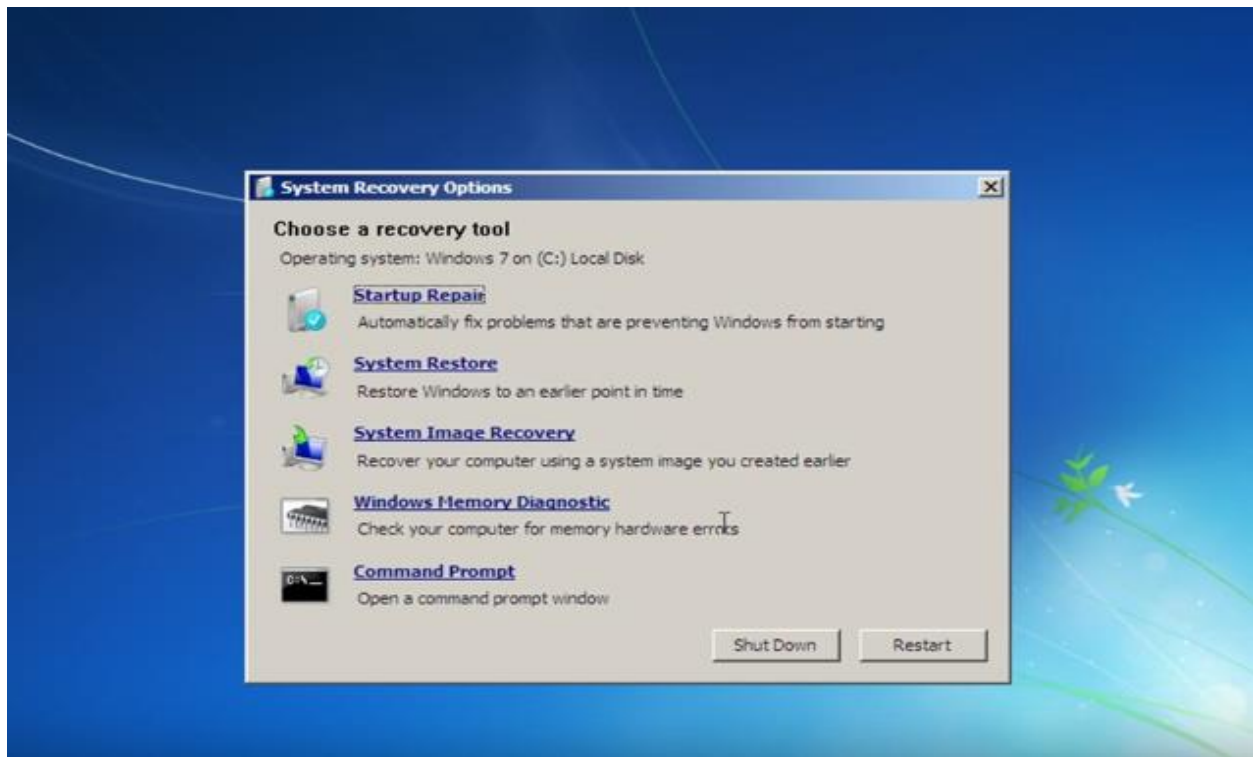 System Recovery Options
Choose a recovery tool
Operating system: Windows 7 on (C:) Local Disk
Startup Repair
Automatically fix problems that are preventing Windows from starting
System Restore
Restore Windows to an earlier point in time
System Image Recovery
Recover your computer using a system image you created earlier
Windows Memory Diagnostic
Check your computer for memory hardware errors
C:\_
Command Prompt
Open a command prompt window
Shut Down
Restart